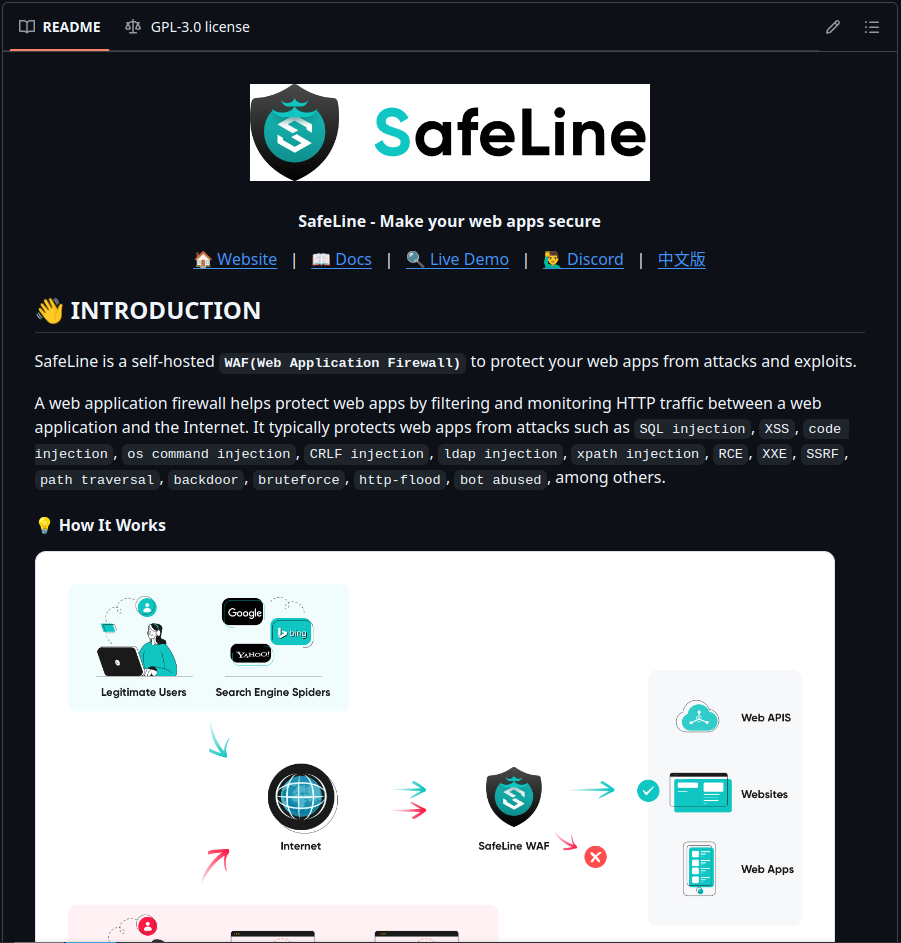 README
GPL-3.0 license
SafeLine
SafeLine - Make your web apps secure
🏠 Website | 📖 Docs | 🔍 Live Demo | 🙋‍♂️ Discord | 中文版
👋 INTRODUCTION
SafeLine is a self-hosted WAF(Web Application Firewall) to protect your web apps from attacks and exploits.
A web application firewall helps protect web apps by filtering and monitoring HTTP traffic between a web
application and the Internet. It typically protects web apps from attacks such as SQL injection, XSS, code
injection, os command injection, CRLF injection, ldap injection, xpath injection, RCE, XXE, SSRF,
path traversal, backdoor, bruteforce, http-flood, bot abused, among others.
💡 How It Works
Google
bing
YAHOO!
Legitimate Users
Search Engine Spiders
Web APIS
Websites
Internet
SafeLine WAF
Web Apps